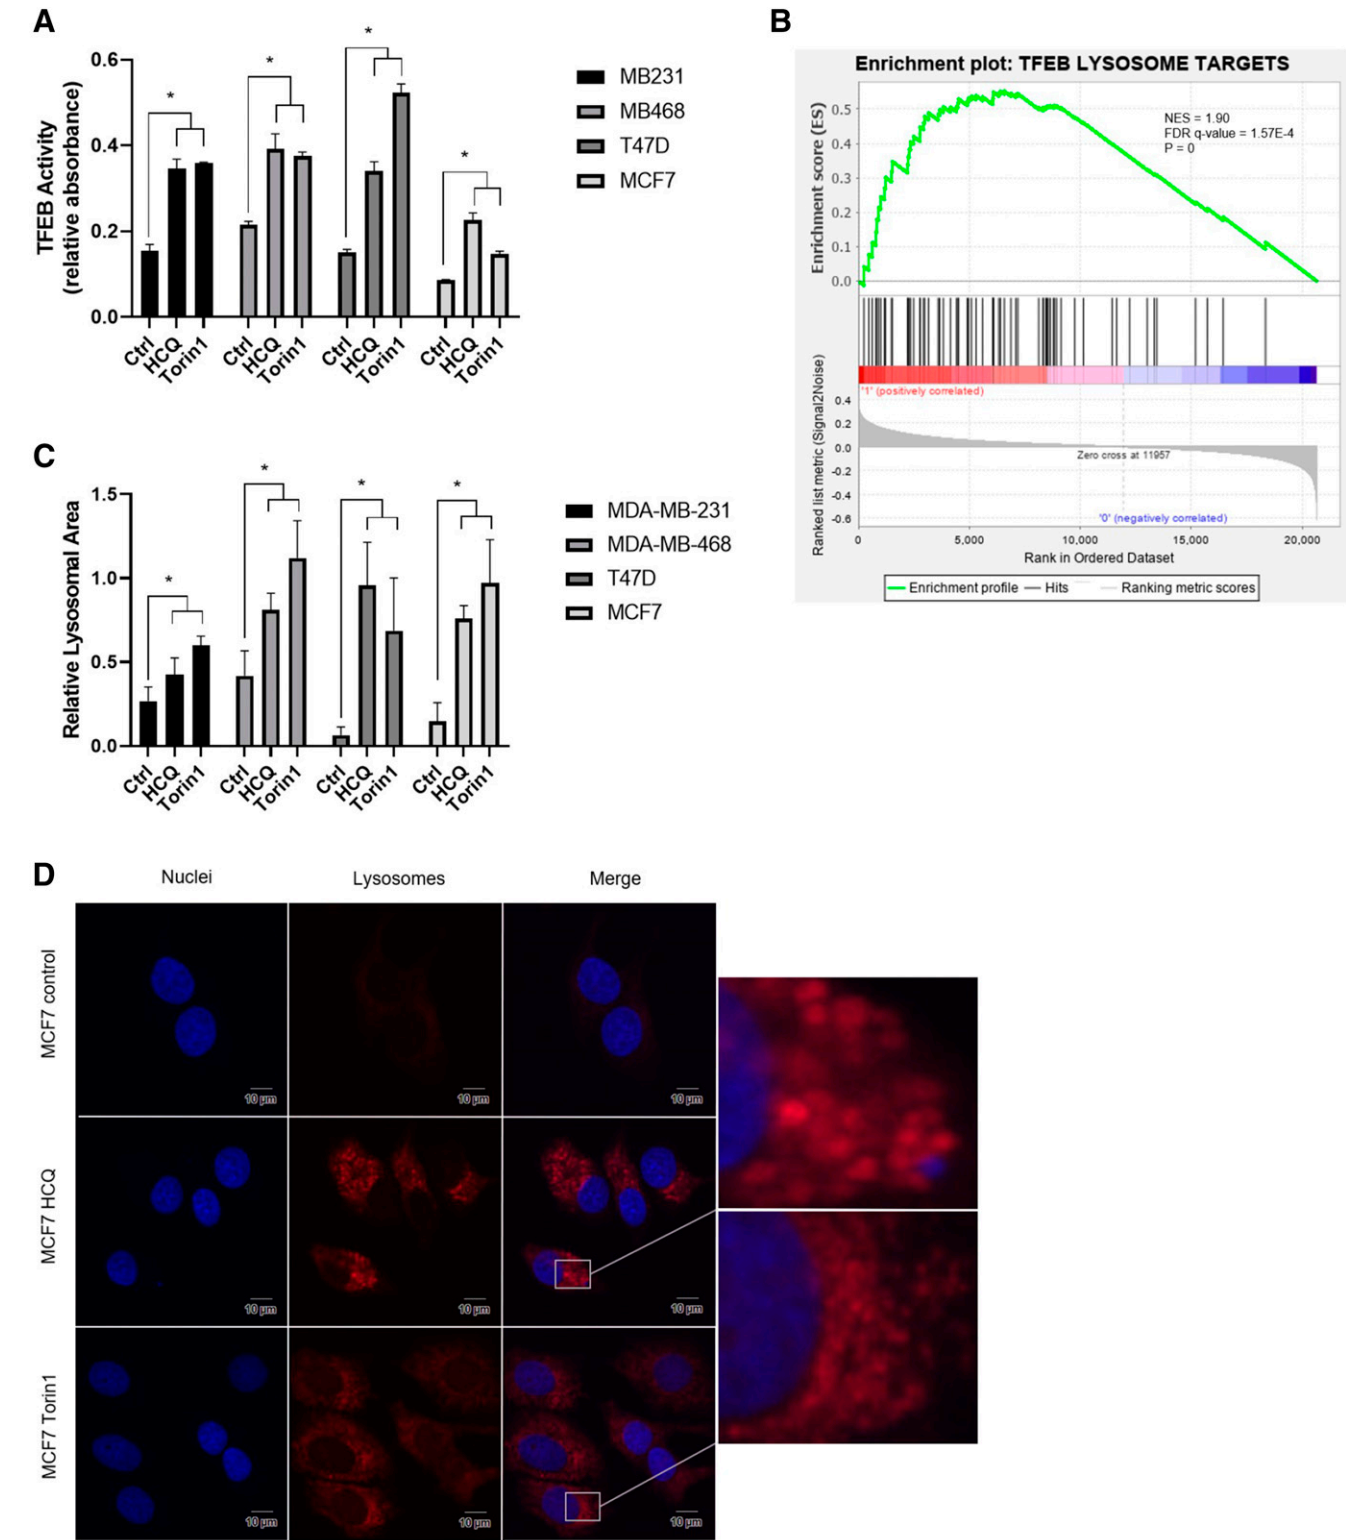 A
TFEB Activity
(relative absorbance)
0.6
0.4
0.2
0.0
*
*
*
*
Ctrl
HCQ
Torin1
Ctrl
HCQ
Torin1
Ctrl
HCQ
Torin1
Ctrl
HCQ
Torin1
MB231
MB468
T47D
MCF7
B
Enrichment plot: TFEB LYSOSOME TARGETS
Enrichment score (ES)
0.5
0.4
0.3
0.2
0.1
0.0
NES = 1.90
FDR q-value = 1.57E-4
P = 0
'1' (positively correlated)
Ranked list metric (Signal2Noise)
0.4
0.2
0.0
-0.2
-0.4
-0.6
Zero cross at 11957
'0' (negatively correlated)
0
5,000
10,000
15,000
20,000
Rank in Ordered Dataset
Enrichment profile
Hits
Ranking metric scores
C
Relative Lysosomal Area
1.5
1.0
0.5
0.0
*
*
*
*
Ctrl
HCQ
Torin1
Ctrl
HCQ
Torin1
Ctrl
HCQ
Torin1
Ctrl
HCQ
Torin1
MDA-MB-231
MDA-MB-468
T47D
MCF7
D
Nuclei
Lysosomes
Merge
MCF7 control
10 µm
10 µm
10 µm
MCF7 HCQ
10 µm
10 µm
10 µm
MCF7 Torin1
10 µm
10 µm
10 µm